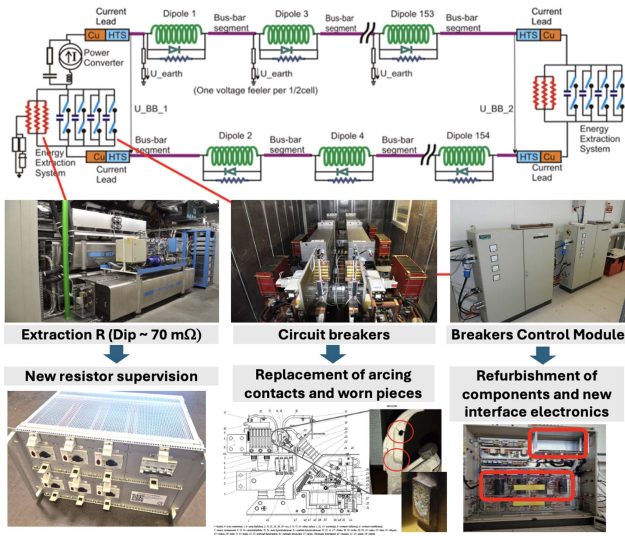 Current
Lead
Dipole 1
Bus-bar
segment
Dipole 3
Bus-bar
segment
Dipole 153
Bus-bar
segment
Current
Lead
Cu
HTS
HTS
Cu
Power
Converter
U_earth
U_earth
U_earth
(One voltage feeler per 1/2cell)
U_BB_1
U_BB_2
Energy
Extraction
System
Energy
Extraction
System
Cu
HTS
Current
Lead
Bus-bar
segment
Dipole 2
Bus-bar
segment
Dipole 4
Bus-bar
segment
Dipole 154
HTS
Cu
Current
Lead
Extraction R (Dip ~ 70 mΩ)
Circuit breakers
Breakers Control Module
New resistor supervision
Replacement of arcing
contacts and worn pieces
Refurbishment of
components and new
interface electronics